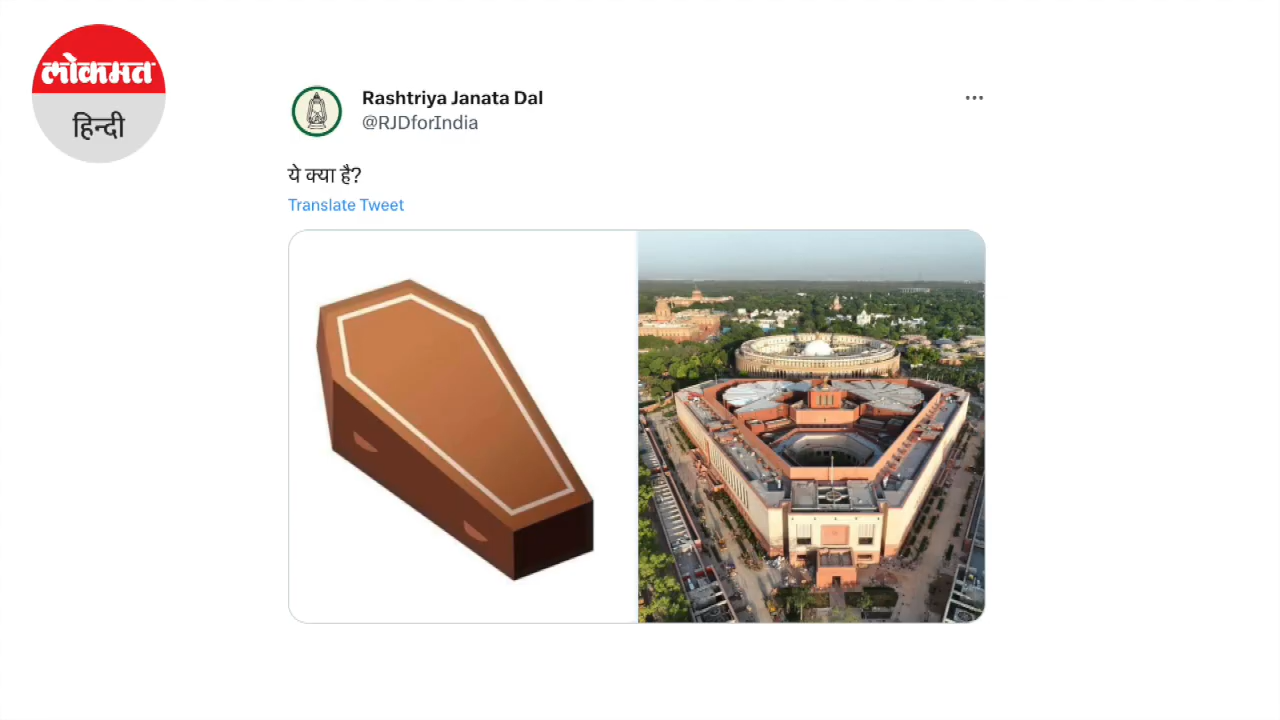 लोकमत
हिन्दी
Rashtriya Janata Dal
@RJDforIndia
ये क्या है?
Translate Tweet